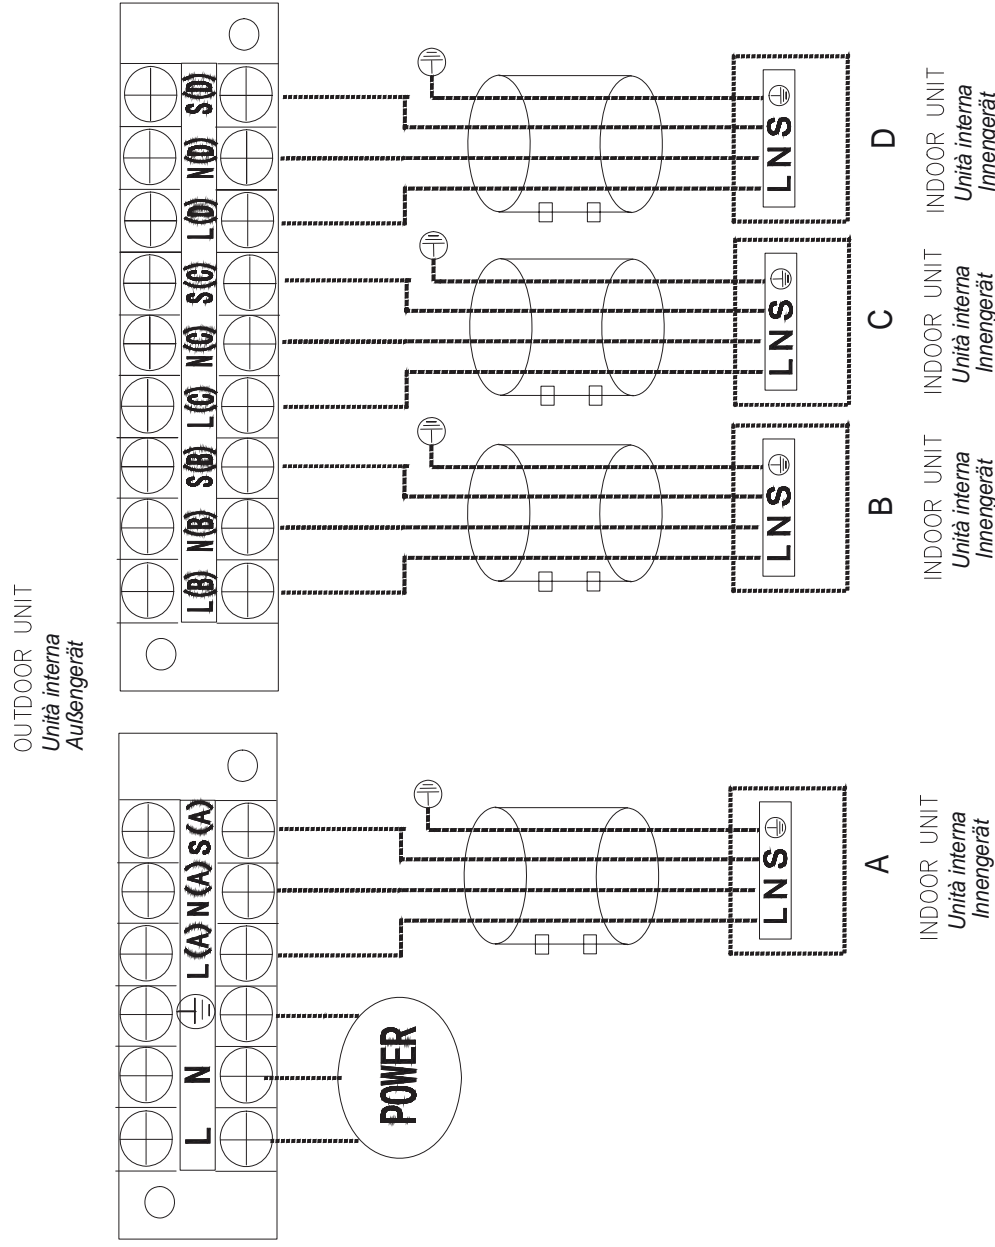 OUTDOOR UNIT
Unità interna
Außengerät
L N L(A) N(A) S(A)
L(B) N(B) S(B) L(C) N(C) S(C) L(D) N(D) S(D)
POWER
L N S
L N S
L N S
L N S
A
B
C
D
INDOOR UNIT
Unità interna
Innengerät
INDOOR UNIT
Unità interna
Innengerät
INDOOR UNIT
Unità interna
Innengerät
INDOOR UNIT
Unità interna
Innengerät